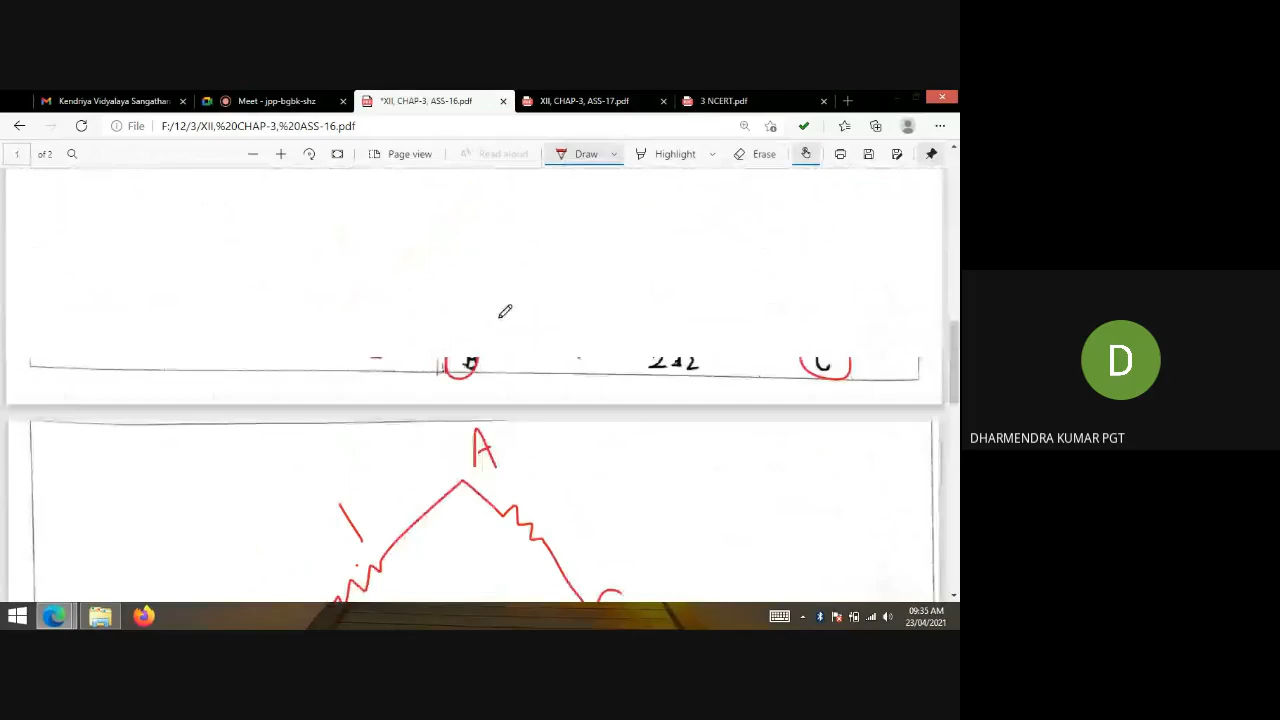 Kendriya Vidyalaya Sangathan
Meet - jpp-bgbk-shz
*XII, CHAP-3, ASS-16.pdf
XII, CHAP-3, ASS-17.pdf
3 NCERT.pdf
File
F:/12/3/XII,%20CHAP-3,%20ASS-16.pdf
1 of 2
Page view
Read aloud
Draw
Highlight
Erase
2Ω
A
D
DHARMENDRA KUMAR PGT
09:35 AM
23/04/2021